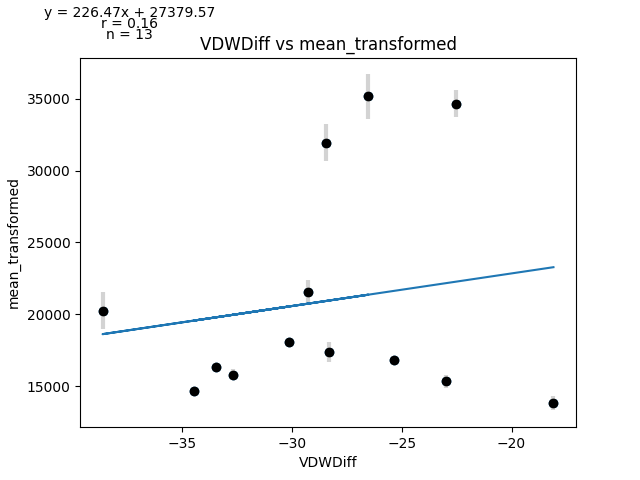 y = 226.47x + 27379.57
r = 0.16
n = 13
VDWDiff vs mean_transformed
35000
30000
25000
20000
15000
mean_transformed
−35
−30
−25
−20
VDWDiff